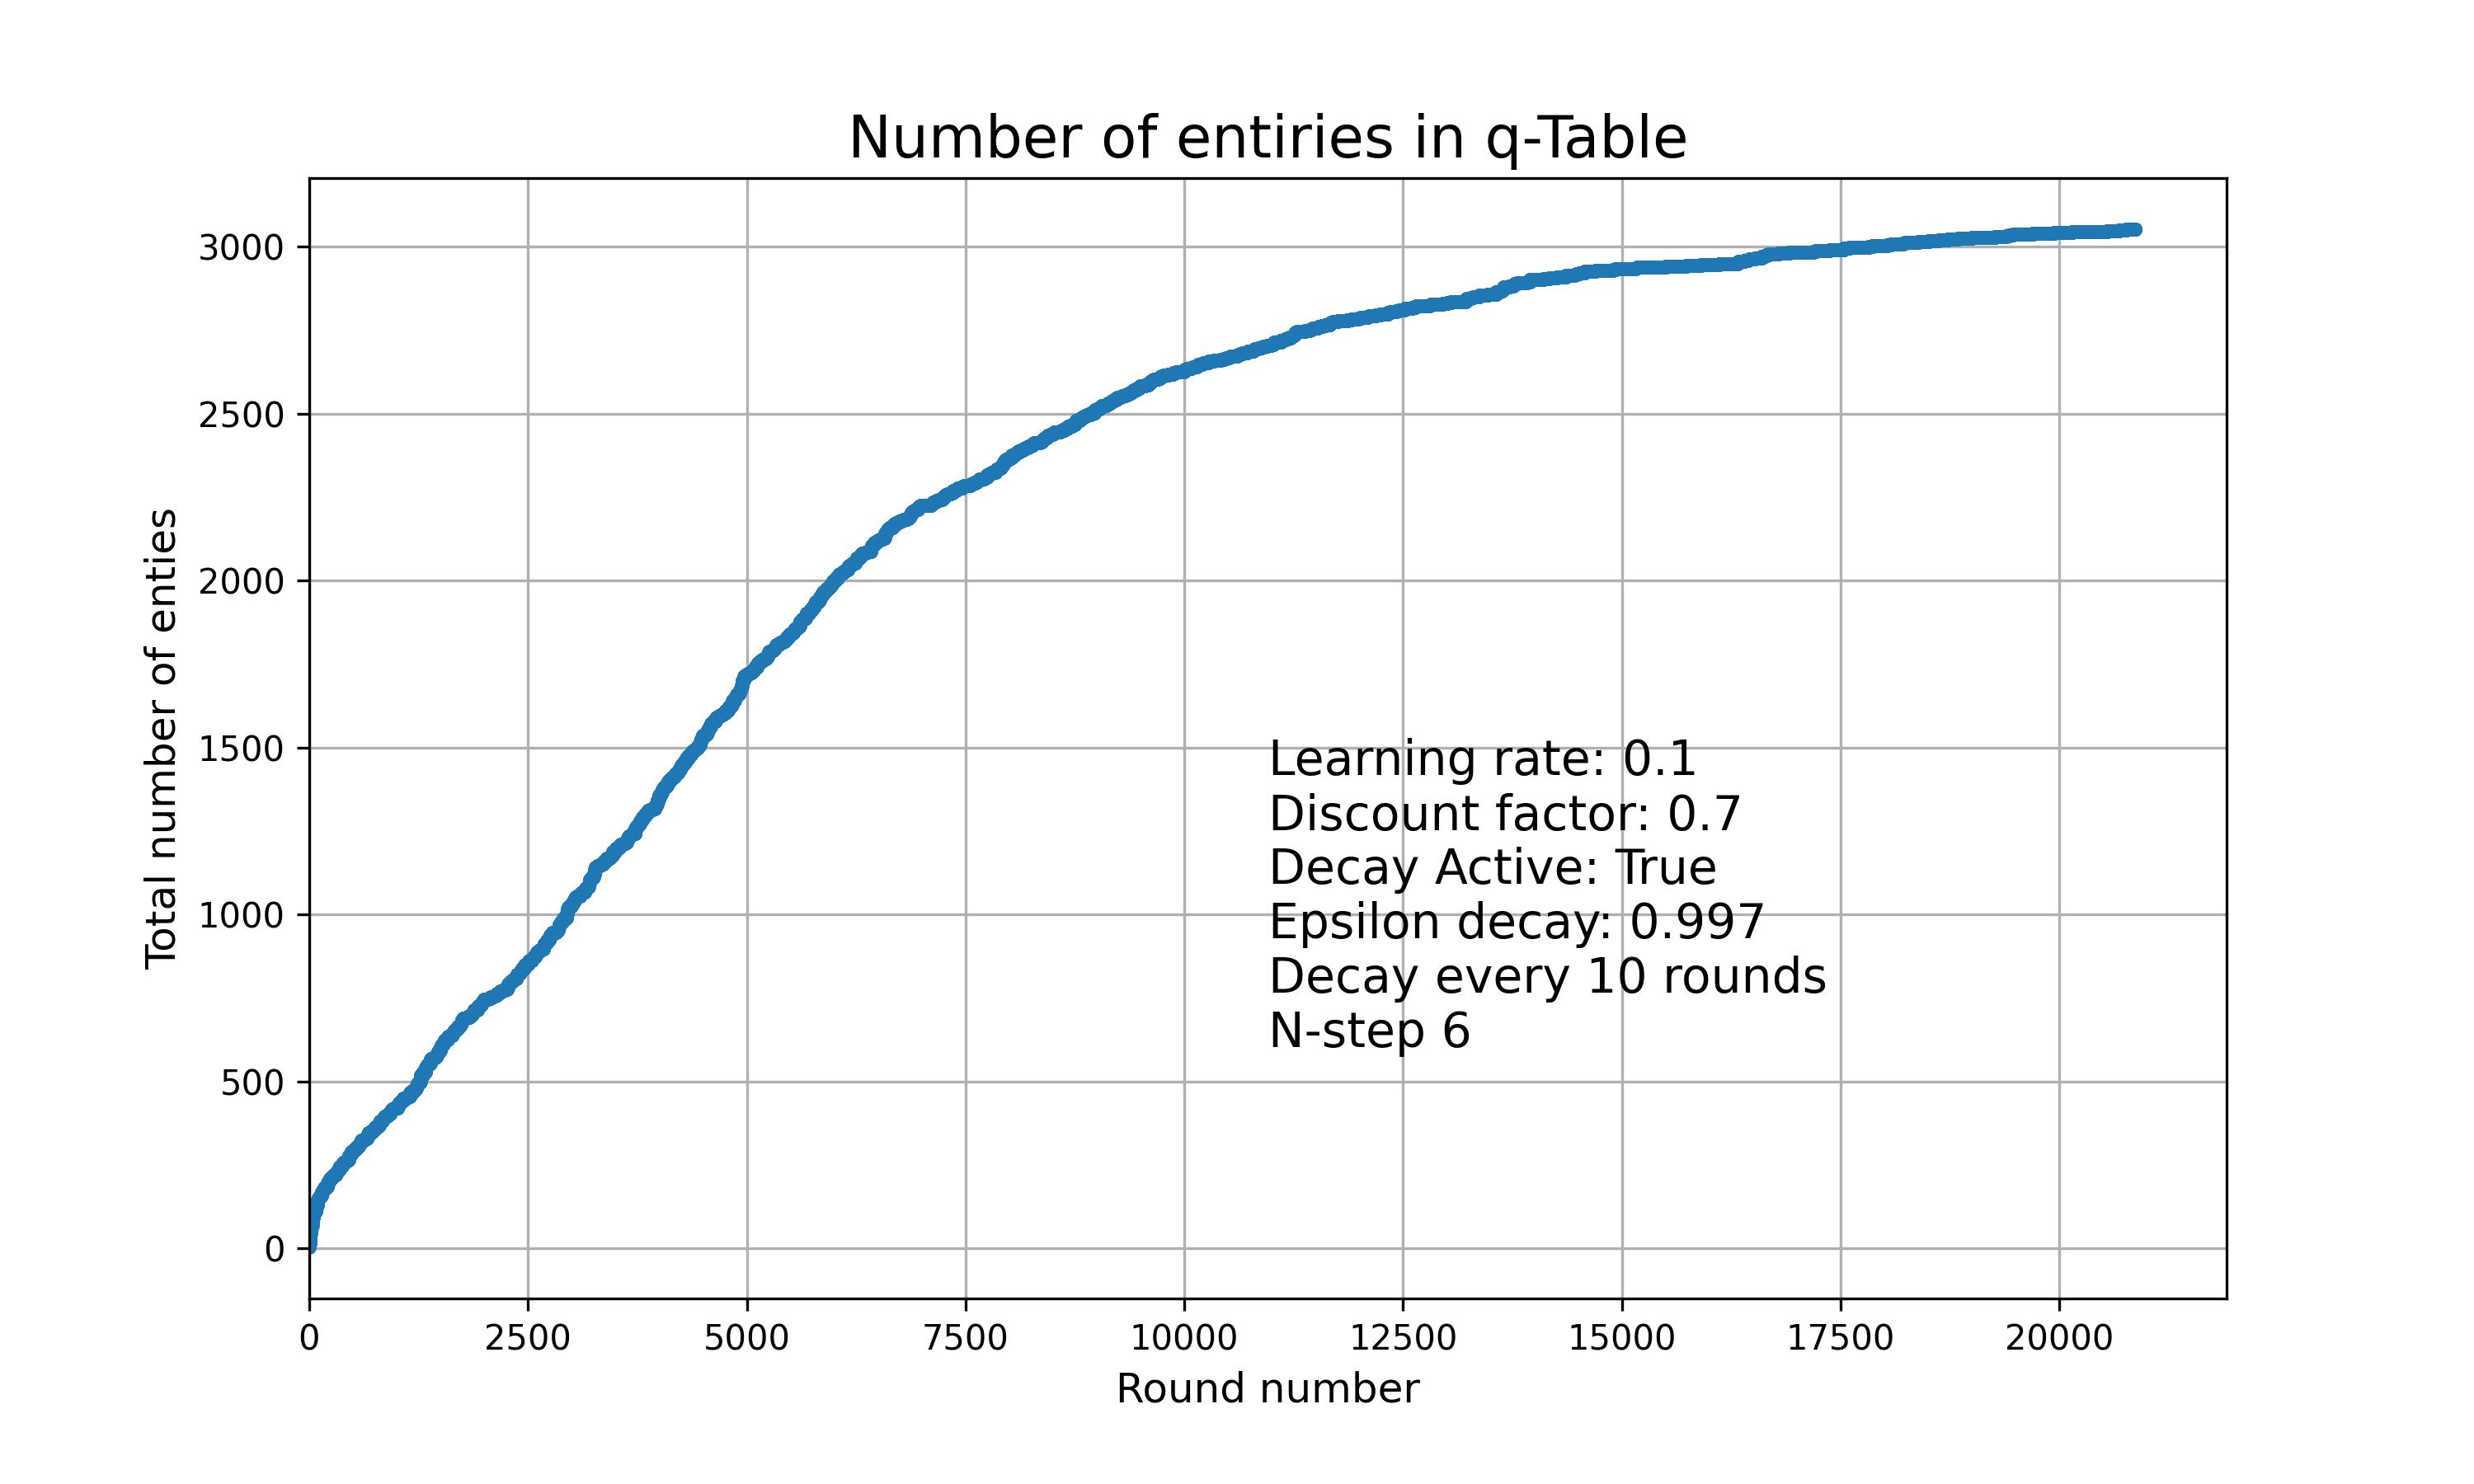 Number of entiries in q-Table
Total number of enties
3000
2500
2000
1500
1000
500
0
Learning rate: 0.1
Discount factor: 0.7
Decay Active: True
Epsilon decay: 0.997
Decay every 10 rounds
N-step 6
0 2500 5000 7500 10000 12500 15000 17500 20000
Round number